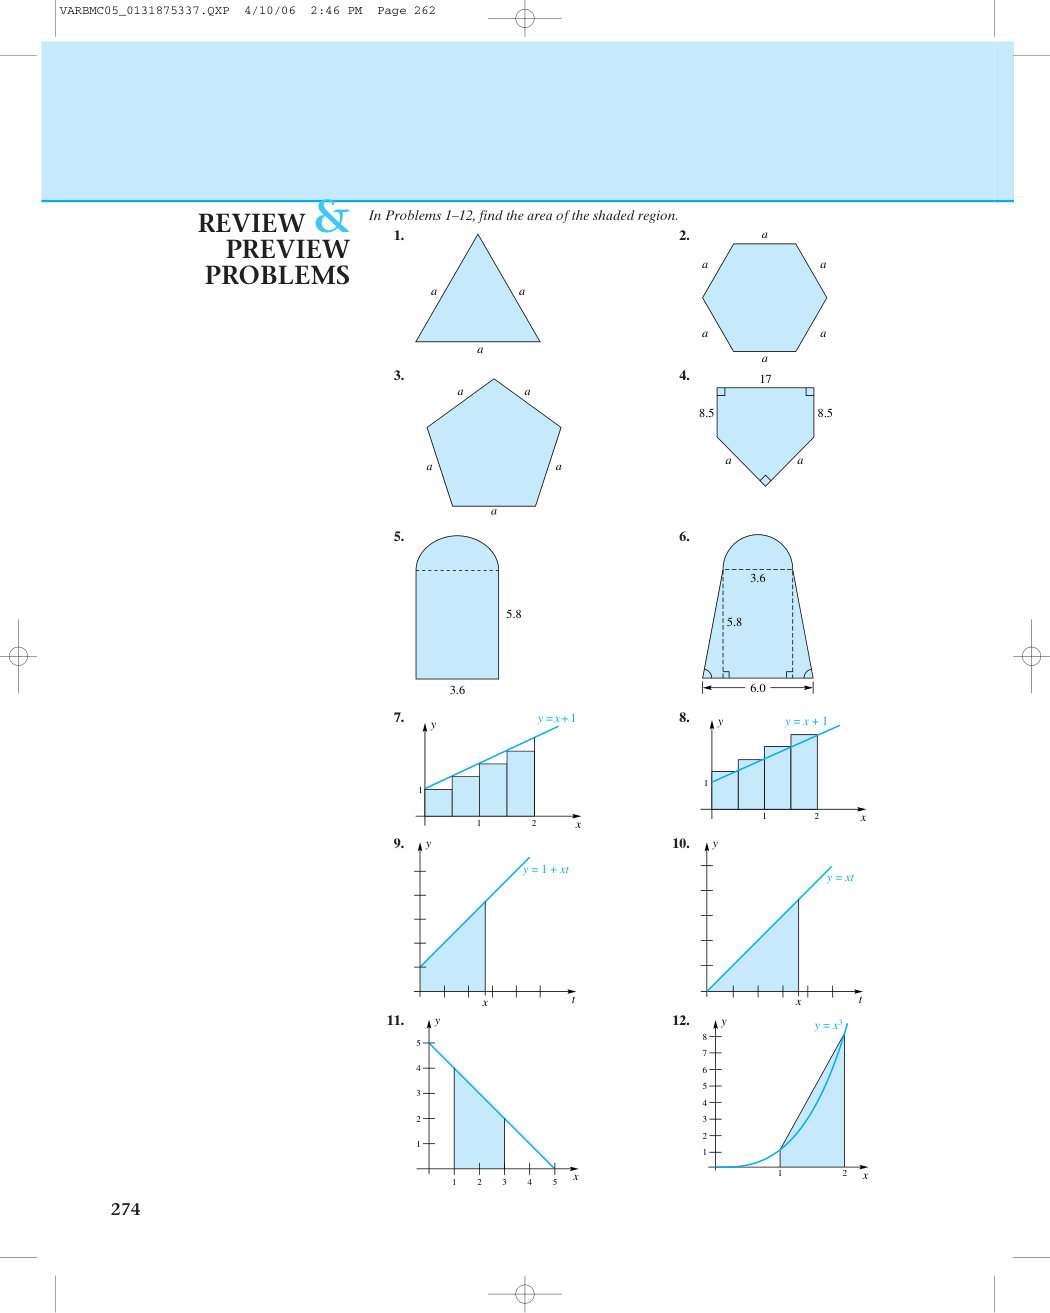 VARBMC05_0131875337.QXP 4/10/06 2:46 PM Page 262
REVIEW &
PREVIEW
PROBLEMS
In Problems 1–12, find the area of the shaded region.
1.
a
a
a
2.
a
a
a
a
a
a
3.
a
a
a
a
a
4.
17
8.5
8.5
a
a
5.
5.8
3.6
6.
3.6
5.8
6.0
7.
y
y = x + 1
1
1
2
x
8.
y
y = x + 1
1
1
2
x
9.
y
y = 1 + xt
x
t
10.
y
y = xt
x
t
11.
y
5
4
3
2
1
1
2
3
4
5
x
12.
y
y = x³
8
7
6
5
4
3
2
1
1
2
x
274